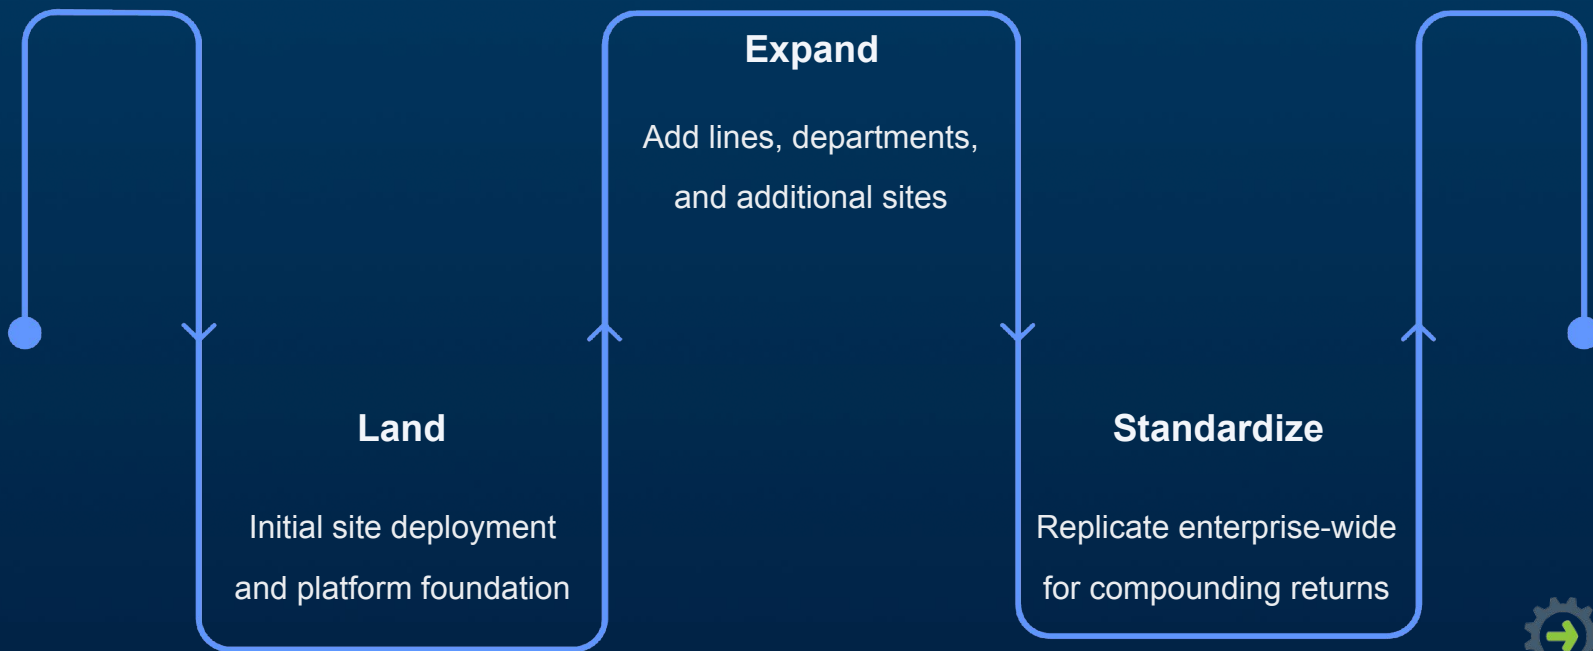 Land
Initial site deployment
and platform foundation
Expand
Add lines, departments,
and additional sites
Standardize
Replicate enterprise-wide
for compounding returns